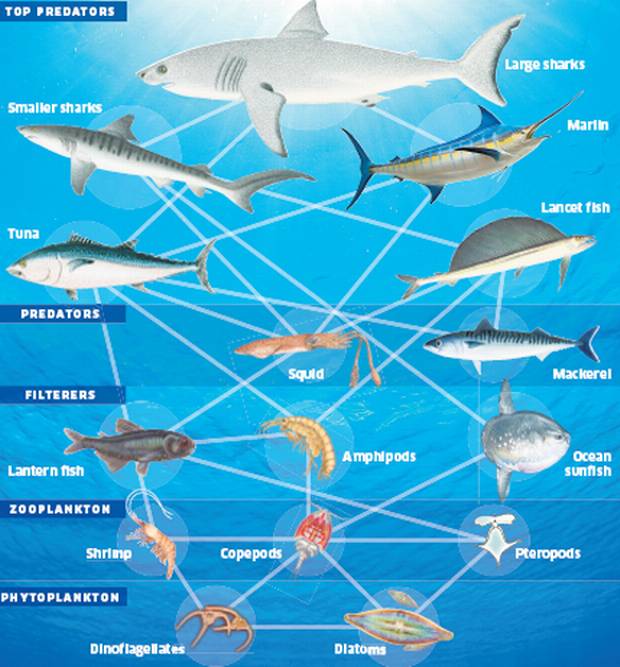 TOP PREDATORS
Large sharks
Smaller sharks
Marlin
Lancet fish
Tuna
PREDATORS
Squid
Mackerel
FILTERERS
Lantern fish
Amphipods
Ocean
sunfish
ZOOPLANKTON
Shrimp
Copepods
Pteropods
PHYTOPLANKTON
Dinoflagellates
Diatoms